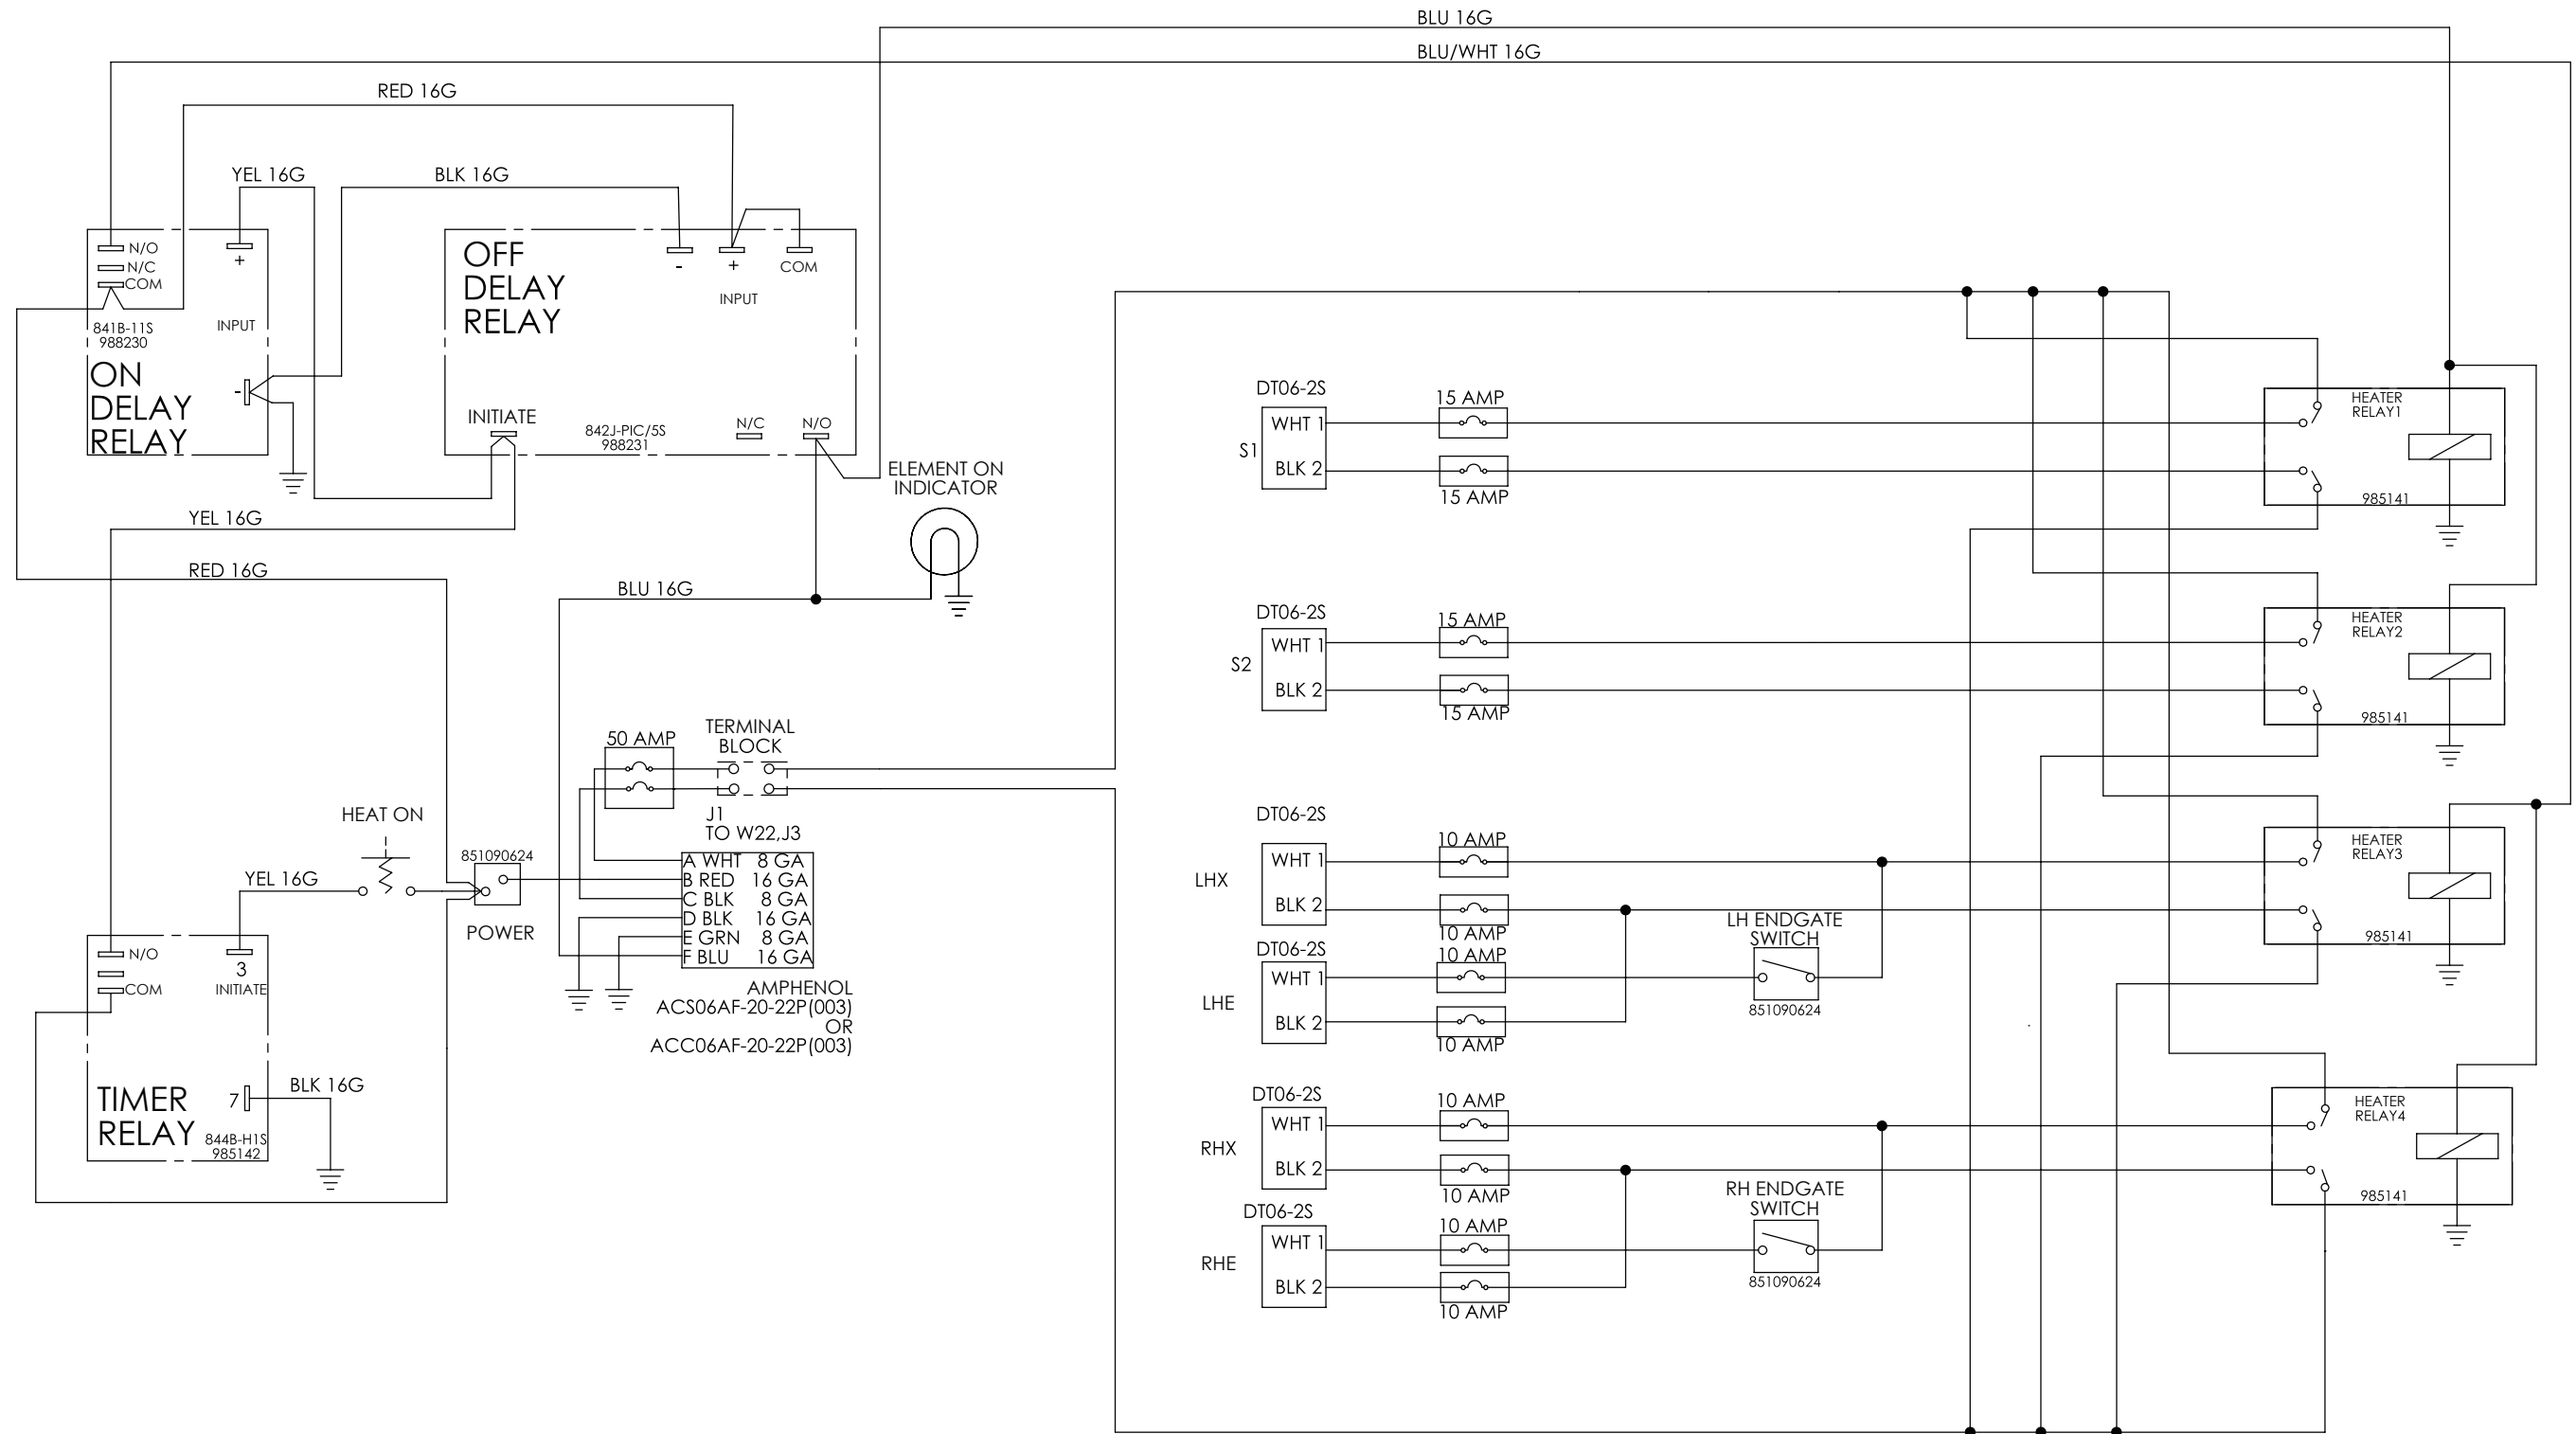 BLU 16G
BLU/WHT 16G
RED 16G
YEL 16G
BLK 16G
N/O
N/C
COM
+
INPUT
841B-11S
988230
-
ON
DELAY
RELAY
OFF
DELAY
RELAY
-
+
COM
INPUT
INITIATE
842J-PIC/5S
988231
N/C
N/O
ELEMENT ON
INDICATOR
YEL 16G
RED 16G
BLU 16G
50 AMP
TERMINAL
BLOCK
HEAT ON
YEL 16G
851090624
POWER
J1
TO W22,J3
A WHT 8 GA
B RED 16 GA
C BLK 8 GA
D BLK 16 GA
E GRN 8 GA
F BLU 16 GA
AMPHENOL
ACS06AF-20-22P(003)
OR
ACC06AF-20-22P(003)
N/O
COM
3
INITIATE
7
BLK 16G
TIMER
RELAY
844B-H1S
985142
DT06-2S
S1
WHT 1
BLK 2
15 AMP
15 AMP
HEATER
RELAY1
985141
DT06-2S
S2
WHT 1
BLK 2
15 AMP
15 AMP
HEATER
RELAY2
985141
DT06-2S
LHX
WHT 1
BLK 2
10 AMP
10 AMP
HEATER
RELAY3
985141
DT06-2S
LHE
WHT 1
BLK 2
10 AMP
10 AMP
LH ENDGATE
SWITCH
851090624
DT06-2S
RHX
WHT 1
BLK 2
10 AMP
10 AMP
HEATER
RELAY4
985141
DT06-2S
RHE
WHT 1
BLK 2
10 AMP
10 AMP
RH ENDGATE
SWITCH
851090624